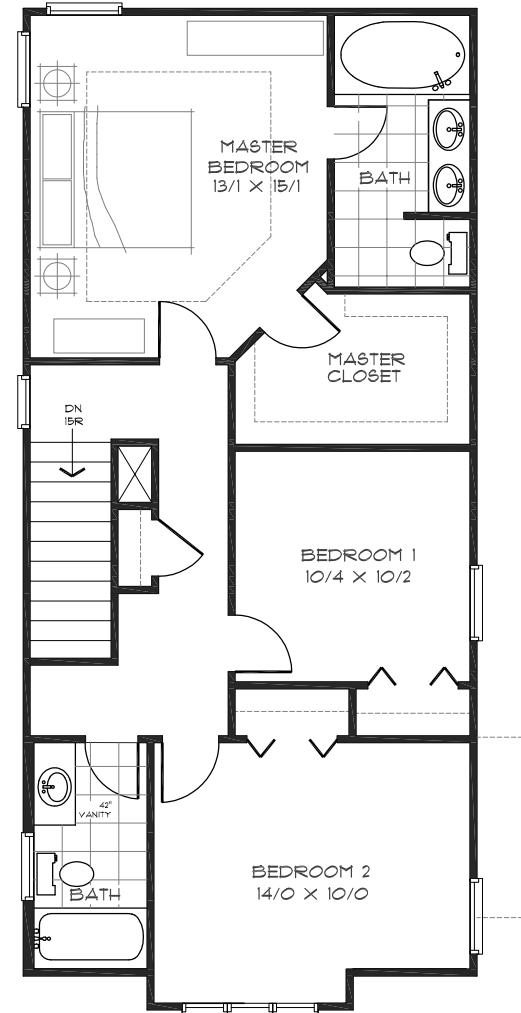 MASTER
BEDROOM
13/1 X 15/1
BATH
MASTER
CLOSET
DN
15R
BEDROOM 1
10/4 X 10/2
42"
VANITY
BATH
BEDROOM 2
14/0 X 10/0